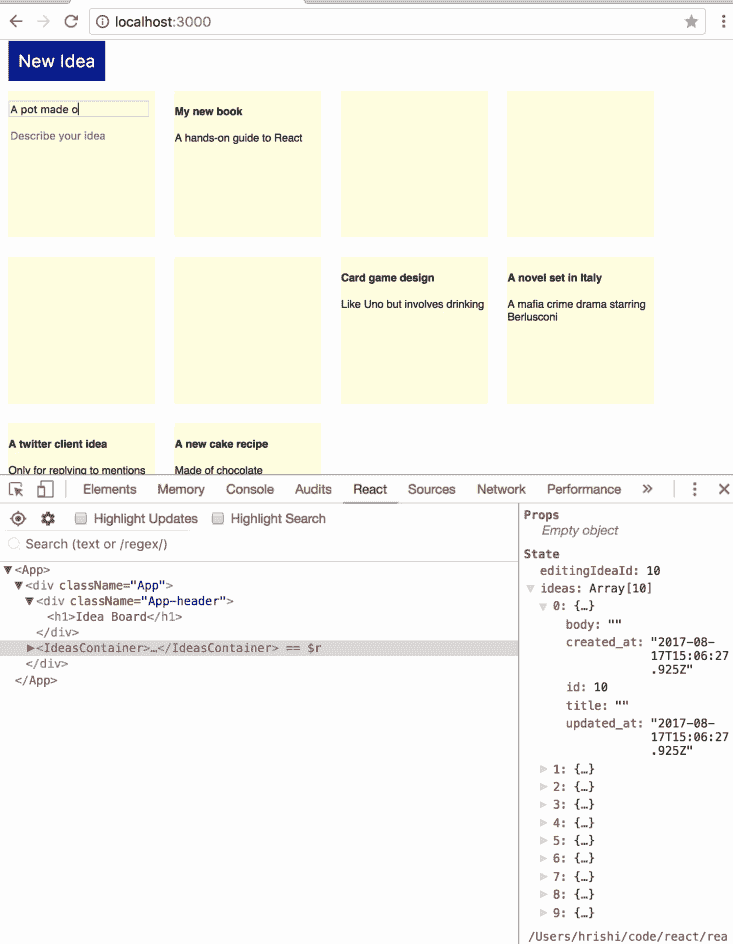 localhost:3000
New Idea
A pot made o
Describe your idea
My new book
A hands-on guide to React
Card game design
Like Uno but involves drinking
A novel set in Italy
A mafia crime drama starring
Berlusconi
A twitter client idea
Only for replying to mentions
A new cake recipe
Made of chocolate
Elements Memory Console Audits React Sources Network Performance »
Highlight Updates Highlight Search
Search (text or /regex/)
<App>
<div className="App">
<div className="App-header">
<h1>Idea Board</h1>
</div>
<IdeasContainer>…</IdeasContainer> == $r
</div>
</App>
Props
Empty object
State
editingIdeaId: 10
ideas: Array[10]
0: {…}
body: ""
created_at: "2017-08-
17T15:06:27
.925Z"
id: 10
title: ""
updated_at: "2017-08-
17T15:06:27
.925Z"
1: {…}
2: {…}
3: {…}
4: {…}
5: {…}
6: {…}
7: {…}
8: {…}
9: {…}
/Users/hrishi/code/react/rea